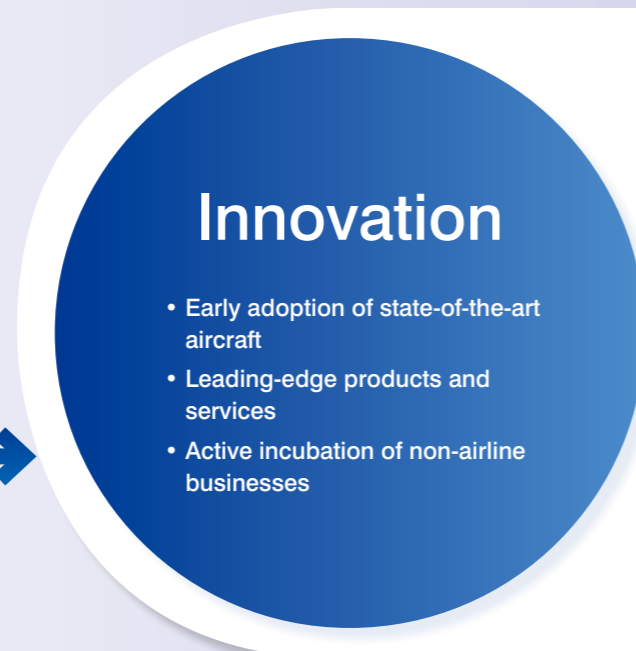 Innovation
• Early adoption of state-of-the-art
aircraft
• Leading-edge products and
services
• Active incubation of non-airline
businesses